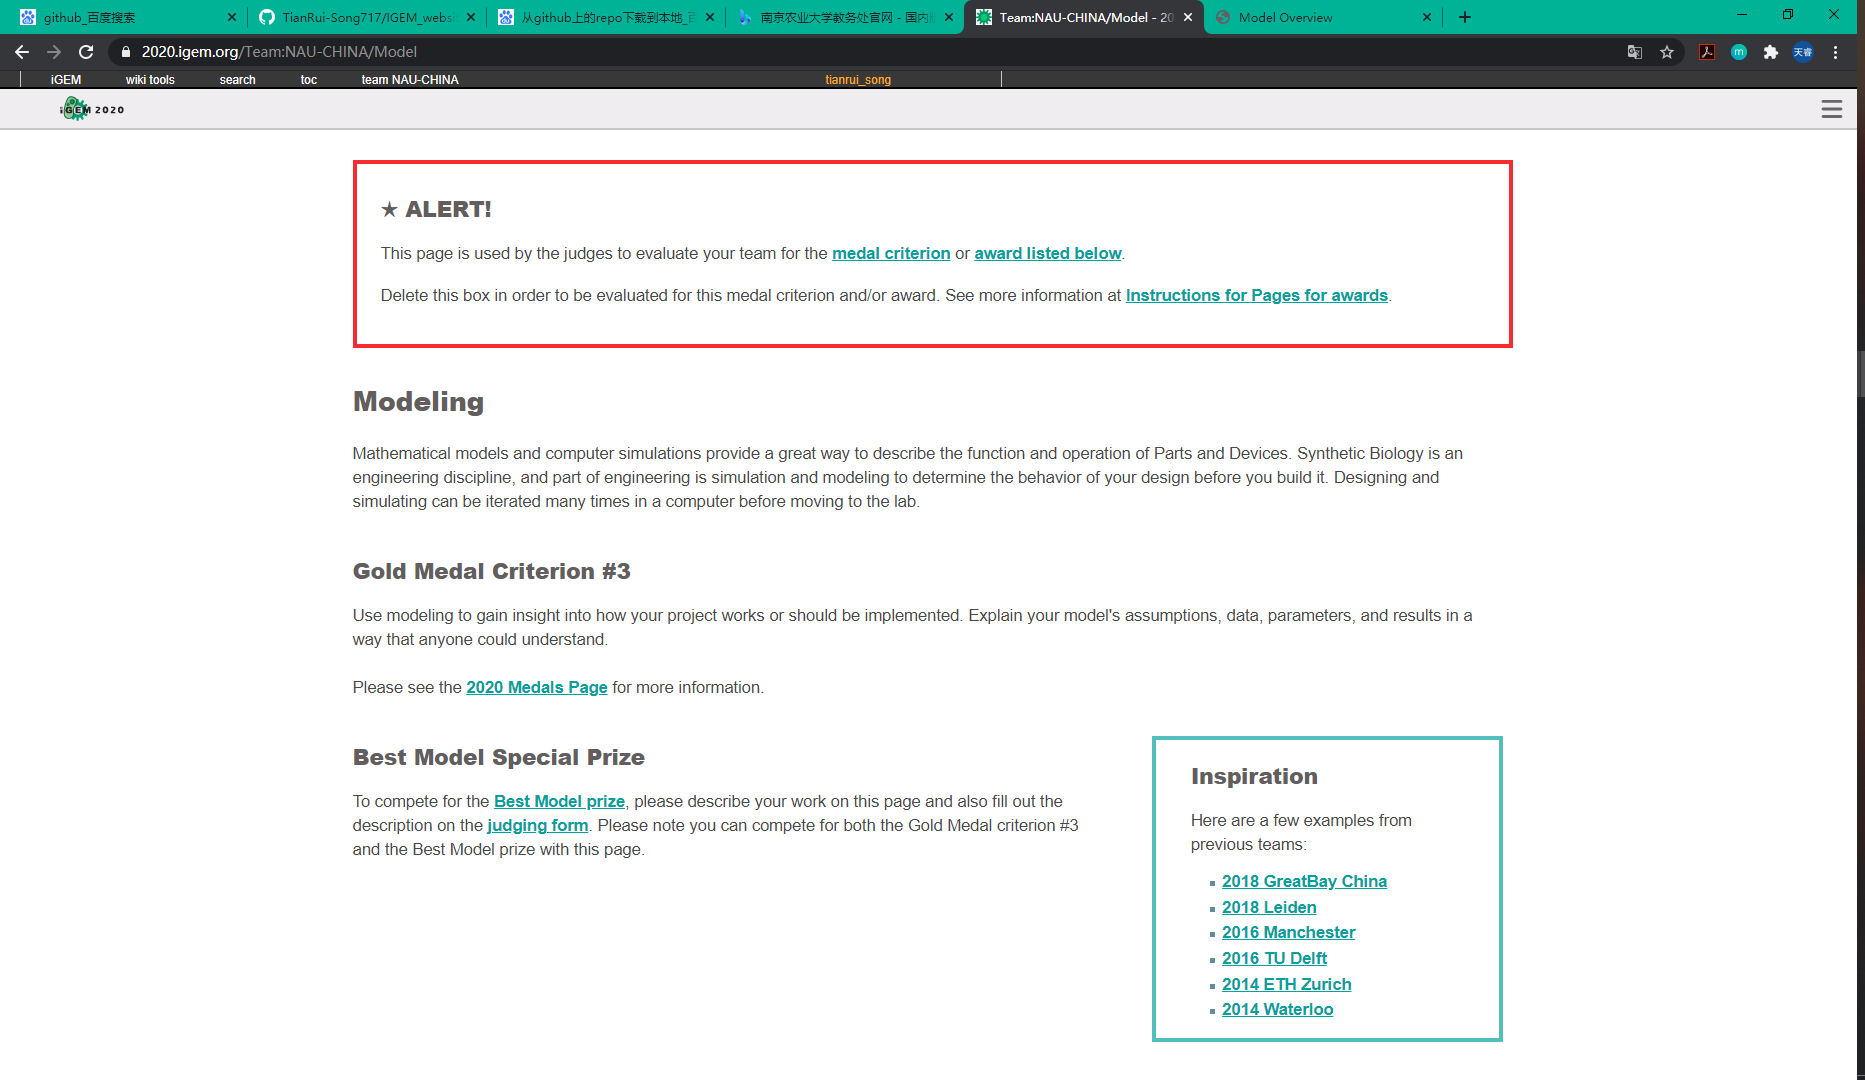 github_百度搜索
TianRui-Song717/IGEM_websi
从github上的repo下载到本地_百
南京农业大学教务处官网 - 国内版
Team:NAU-CHINA/Model - 20
Model Overview
2020.igem.org/Team:NAU-CHINA/Model
天睿
iGEM
wiki tools
search
toc
team NAU-CHINA
tianrui_song
iGEM 2020
★ ALERT!
This page is used by the judges to evaluate your team for the medal criterion or award listed below.
Delete this box in order to be evaluated for this medal criterion and/or award. See more information at Instructions for Pages for awards.
Modeling
Mathematical models and computer simulations provide a great way to describe the function and operation of Parts and Devices. Synthetic Biology is an
engineering discipline, and part of engineering is simulation and modeling to determine the behavior of your design before you build it. Designing and
simulating can be iterated many times in a computer before moving to the lab.
Gold Medal Criterion #3
Use modeling to gain insight into how your project works or should be implemented. Explain your model's assumptions, data, parameters, and results in a
way that anyone could understand.
Please see the 2020 Medals Page for more information.
Best Model Special Prize
To compete for the Best Model prize, please describe your work on this page and also fill out the
description on the judging form. Please note you can compete for both the Gold Medal criterion #3
and the Best Model prize with this page.
Inspiration
Here are a few examples from
previous teams:
2018 GreatBay China
2018 Leiden
2016 Manchester
2016 TU Delft
2014 ETH Zurich
2014 Waterloo